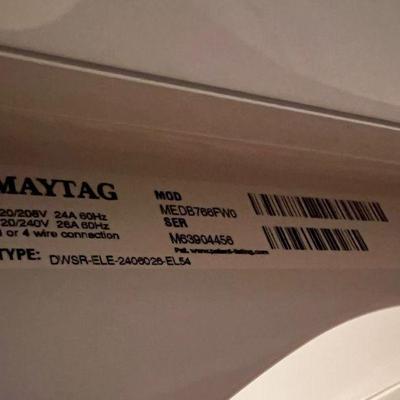 MAYTAG
MOD
MEDB766FW0
20/208V 24A 60Hz
20/240V 26A 60Hz
SER
M63904456
or 4 wire connection
Pat. www.patent-listing.com
TYPE: DWSR-ELE-2406026-EL54